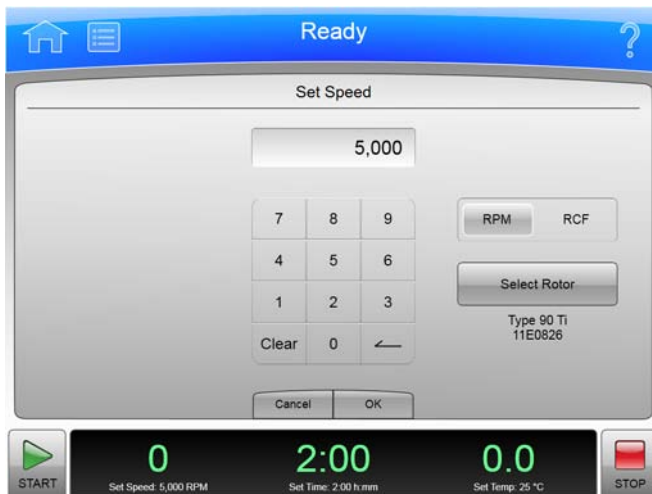 Ready
?
Set Speed
5,000
7 8 9
RPM RCF
4 5 6
Select Rotor
1 2 3
Type 90 Ti
11E0826
Clear 0
Cancel OK
0 2:00 0.0
START Set Speed: 5,000 RPM Set Time: 2:00 h:mm Set Temp: 25 °C STOP